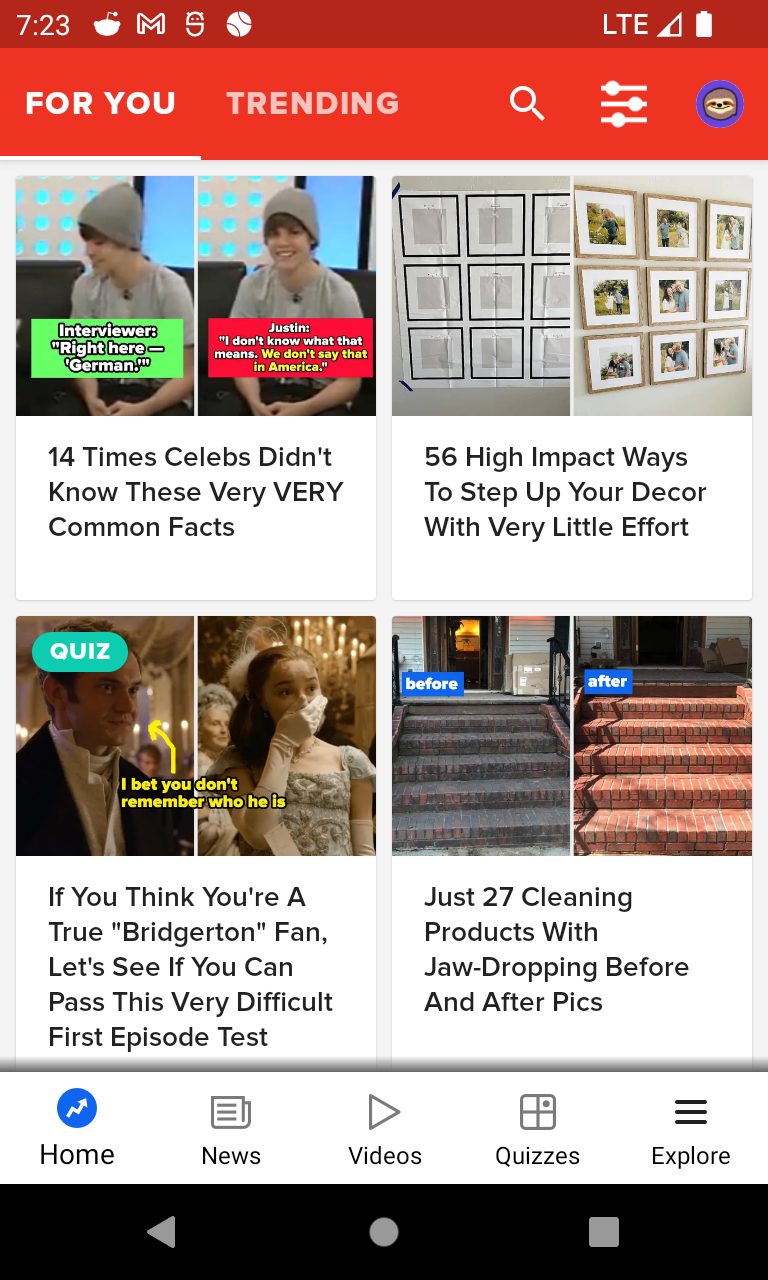 7:23
LTE
FOR YOU
TRENDING
Interviewer:
"Right here —
'German.'"
Justin:
"I don't know what that
means. We don't say that
in America."
14 Times Celebs Didn't
Know These Very VERY
Common Facts
56 High Impact Ways
To Step Up Your Decor
With Very Little Effort
QUIZ
I bet you don't
remember who he is
If You Think You're A
True "Bridgerton" Fan,
Let's See If You Can
Pass This Very Difficult
First Episode Test
before
after
Just 27 Cleaning
Products With
Jaw-Dropping Before
And After Pics
Home
News
Videos
Quizzes
Explore